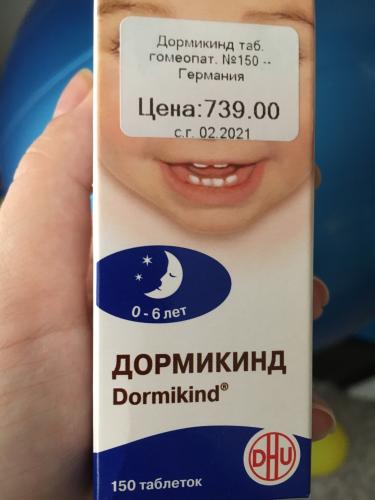 Дормикинд таб.
гомеопат. №150 --
Германия
Цена:739.00
с.г. 02.2021
0 - 6 лет
ДОРМИКИНД
Dormikind®
DHU
150 таблеток